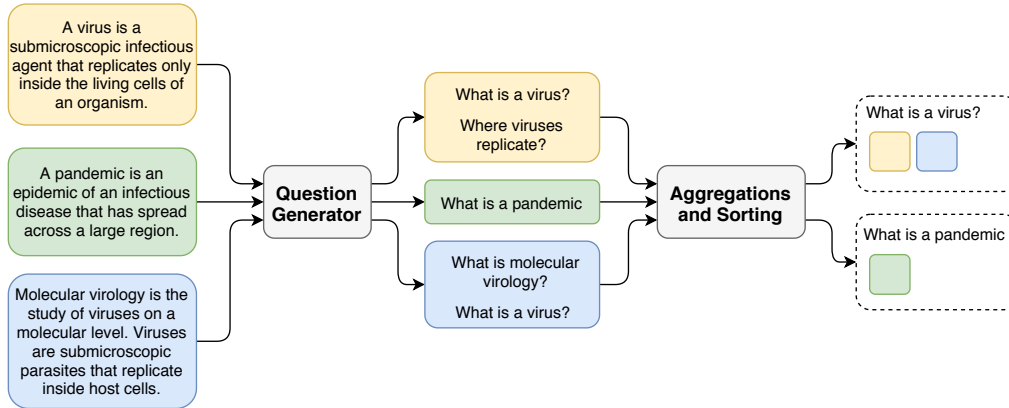 A virus is a
submicroscopic infectious
agent that replicates only
inside the living cells of
an organism.
A pandemic is an
epidemic of an infectious
disease that has spread
across a large region.
Molecular virology is the
study of viruses on a
molecular level. Viruses
are submicroscopic
parasites that replicate
inside host cells.
Question
Generator
What is a virus?
Where viruses
replicate?
What is a pandemic
What is molecular
virology?
What is a virus?
Aggregations
and Sorting
What is a virus?
What is a pandemic